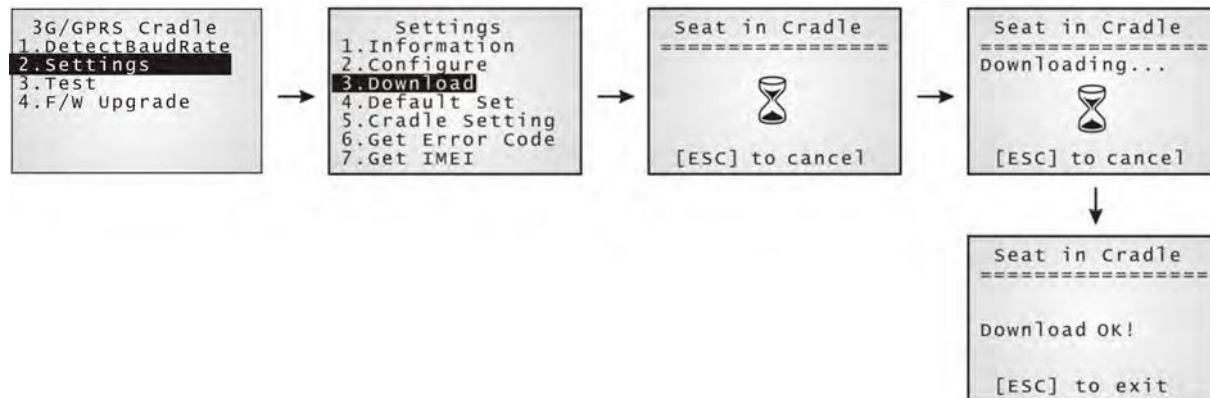 3G/GPRS Cradle
1.DetectBaudRate
2.Settings
3.Test
4.F/W Upgrade
Settings
1.Information
2.Configure
3.Download
4.Default Set
5.Cradle Setting
6.Get Error Code
7.Get IMEI
Seat in Cradle
=================
[ESC] to cancel
Seat in Cradle
=================
Downloading...
[ESC] to cancel
Seat in Cradle
=================
Download OK!
[ESC] to exit